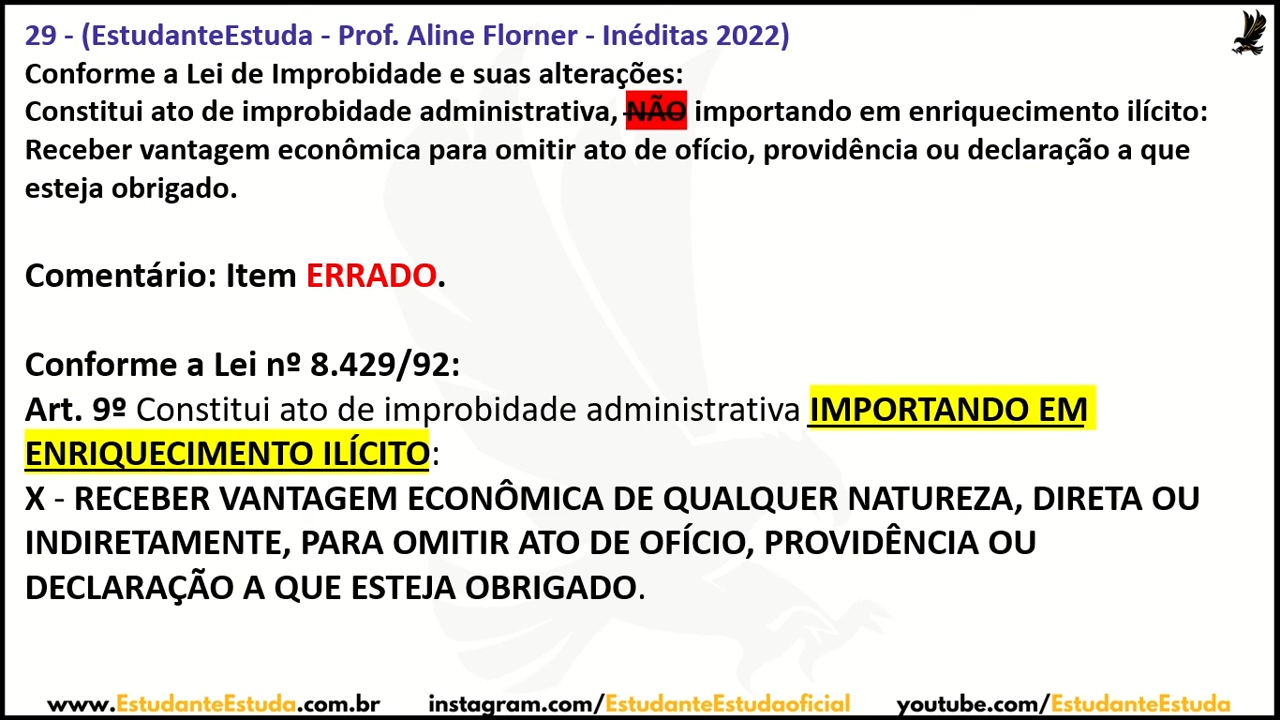 29 - (EstudanteEstuda - Prof. Aline Florner - Inéditas 2022)
Conforme a Lei de Improbidade e suas alterações:
Constitui ato de improbidade administrativa, NÃO importando em enriquecimento ilícito:
Receber vantagem econômica para omitir ato de ofício, providência ou declaração a que
esteja obrigado.
Comentário: Item ERRADO.
Conforme a Lei nº 8.429/92:
Art. 9º Constitui ato de improbidade administrativa IMPORTANDO EM
ENRIQUECIMENTO ILÍCITO:
X - RECEBER VANTAGEM ECONÔMICA DE QUALQUER NATUREZA, DIRETA OU
INDIRETAMENTE, PARA OMITIR ATO DE OFÍCIO, PROVIDÊNCIA OU
DECLARAÇÃO A QUE ESTEJA OBRIGADO.
www.EstudanteEstuda.com.br instagram.com/EstudanteEstudaoficial youtube.com/EstudanteEstuda